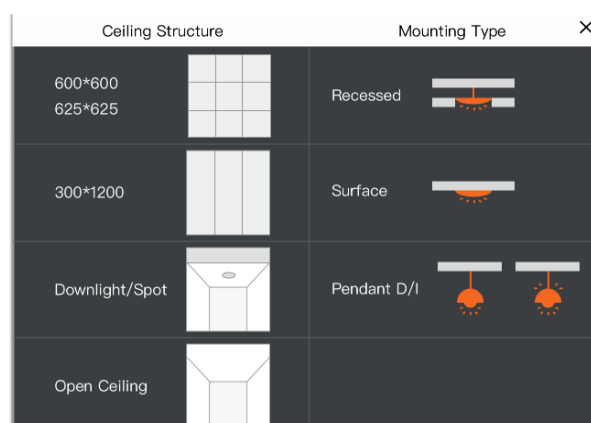 Ceiling Structure
Mounting Type
600*600
625*625
Recessed
300*1200
Surface
Downlight/Spot
Pendant D/I
Open Ceiling